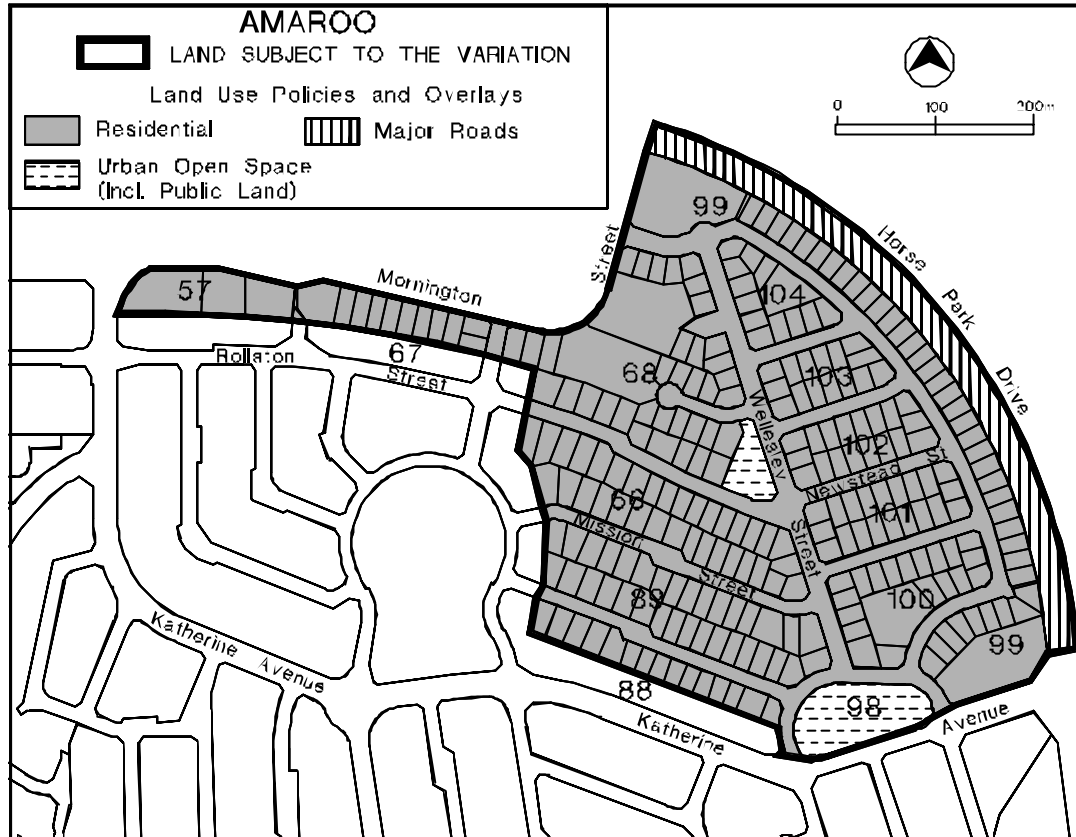 AMAROO
LAND SUBJECT TO THE VARIATION
Land Use Policies and Overlays
Residential
Major Roads
Urban Open Space
(Incl. Public Land)
0 100 200m
99
Horse Park Drive
Street
57
Mornington
104
Rollston
Street
67
68
103
Wellesley
Street
102
Newstead St
101
66
Mission
Street
89
100
99
Katherine Avenue
88
98
Katherine
Avenue